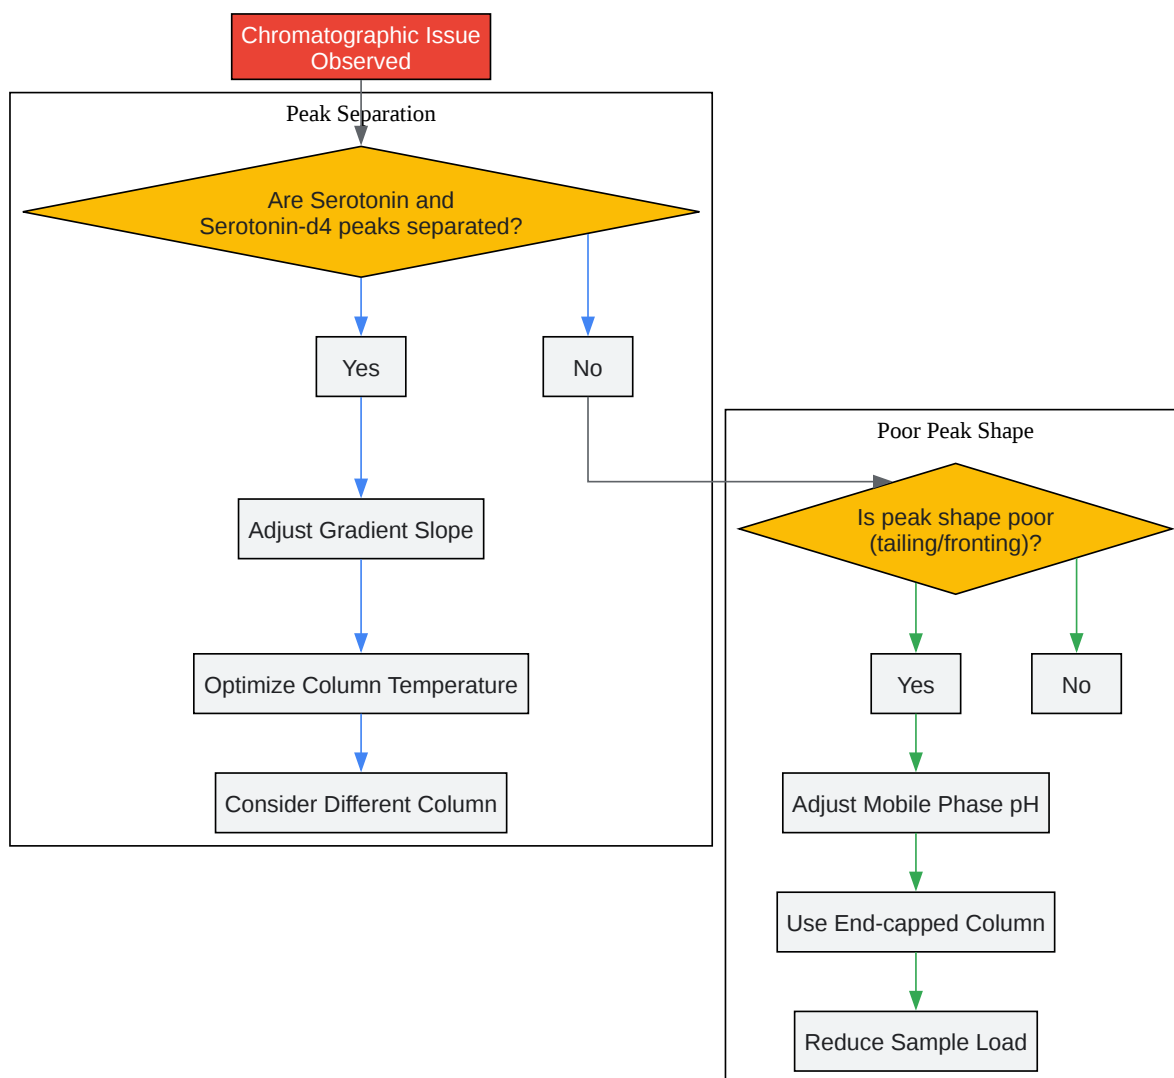 Chromatographic Issue
Observed
Peak Separation
Are Serotonin and
Serotonin-d4 peaks separated?
Yes
No
Adjust Gradient Slope
Optimize Column Temperature
Consider Different Column
Poor Peak Shape
Is peak shape poor
(tailing/fronting)?
Yes
No
Adjust Mobile Phase pH
Use End-capped Column
Reduce Sample Load